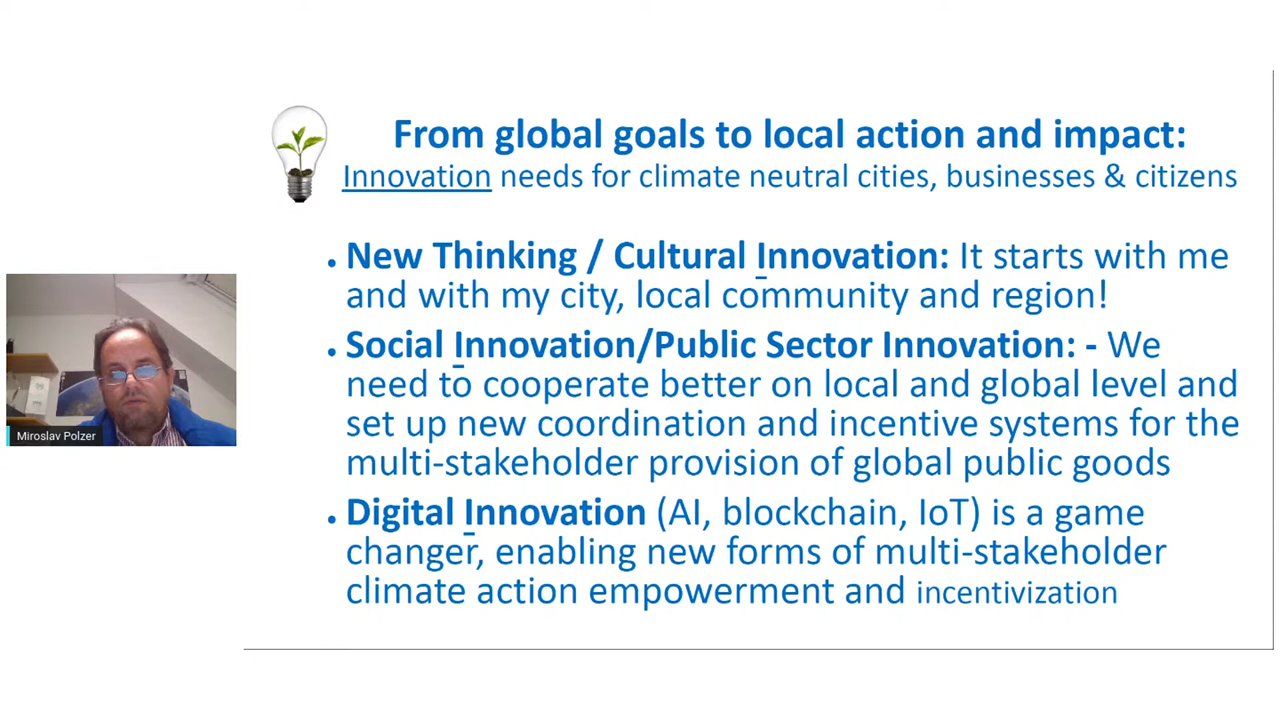 From global goals to local action and impact:
Innovation needs for climate neutral cities, businesses & citizens
• New Thinking / Cultural Innovation: It starts with me
and with my city, local community and region!
• Social Innovation/Public Sector Innovation: - We
need to cooperate better on local and global level and
set up new coordination and incentive systems for the
multi-stakeholder provision of global public goods
• Digital Innovation (AI, blockchain, IoT) is a game
changer, enabling new forms of multi-stakeholder
climate action empowerment and incentivization
Miroslav Polzer